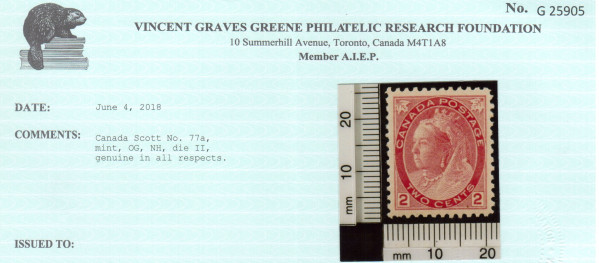 No. G 25905
VINCENT GRAVES GREENE PHILATELIC RESEARCH FOUNDATION
10 Summerhill Avenue, Toronto, Canada M4T1A8
Member A.I.E.P.
DATE: June 4, 2018
COMMENTS: Canada Scott No. 77a,
mint, OG, NH, die II,
genuine in all respects.
20
10
mm
CANADA POSTAGE
2 TWO CENTS 2
mm 10 20
ISSUED TO: